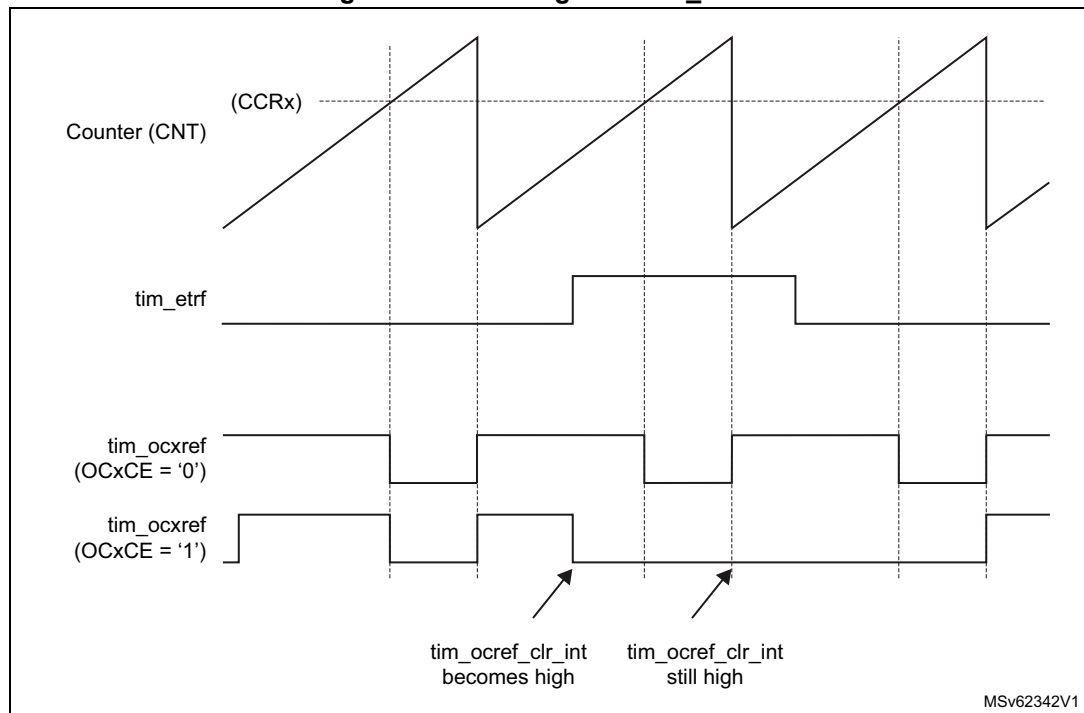 (CCRx)
Counter (CNT)
tim_etrf
tim_ocxref
(OCxCE = ‘0’)
tim_ocxref
(OCxCE = ‘1’)
tim_ocref_clr_int
becomes high
tim_ocref_clr_int
still high
MSv62342V1